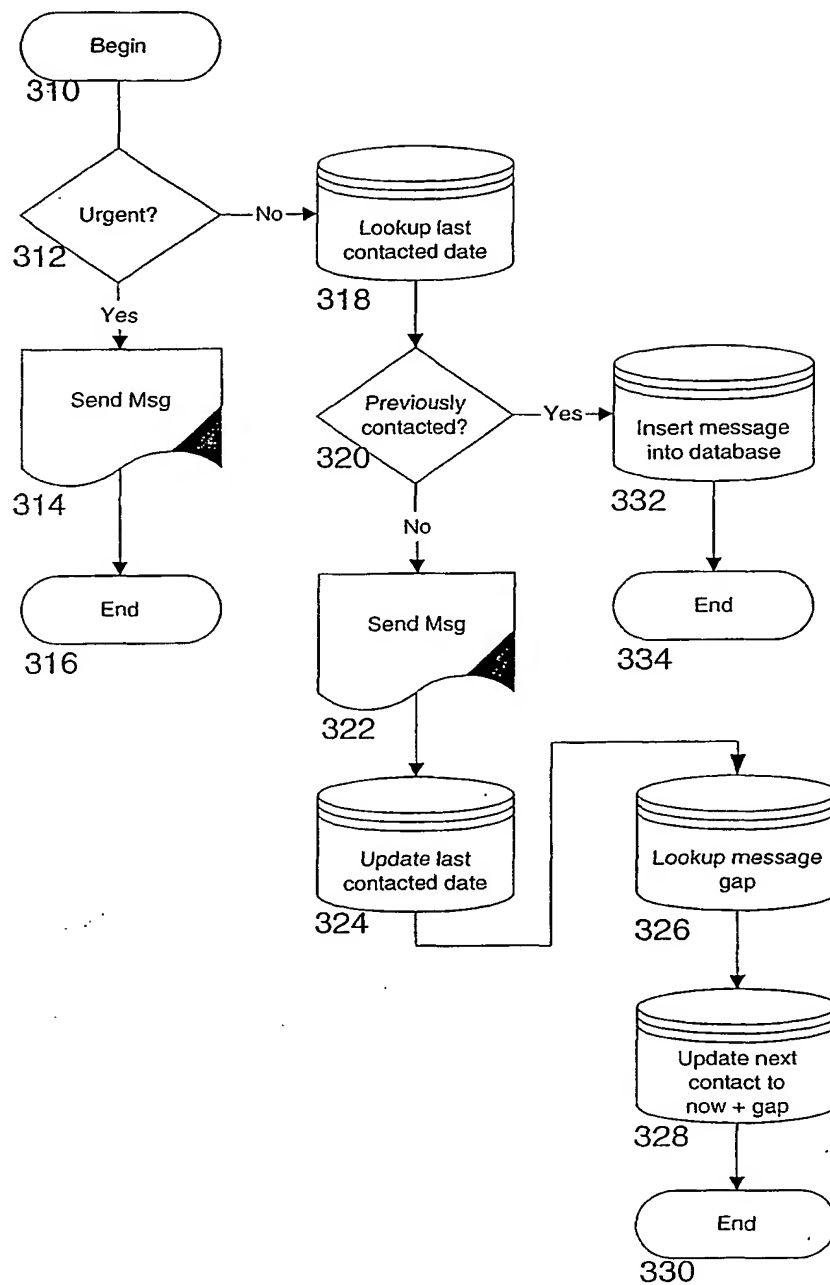 Begin
310
Urgent?
312
No
Lookup last
contacted date
318
Yes
Send Msg
314
End
316
Previously
contacted?
320
Yes
Insert message
into database
332
End
334
No
Send Msg
322
Update last
contacted date
324
Lookup message
gap
326
Update next
contact to
now + gap
328
End
330